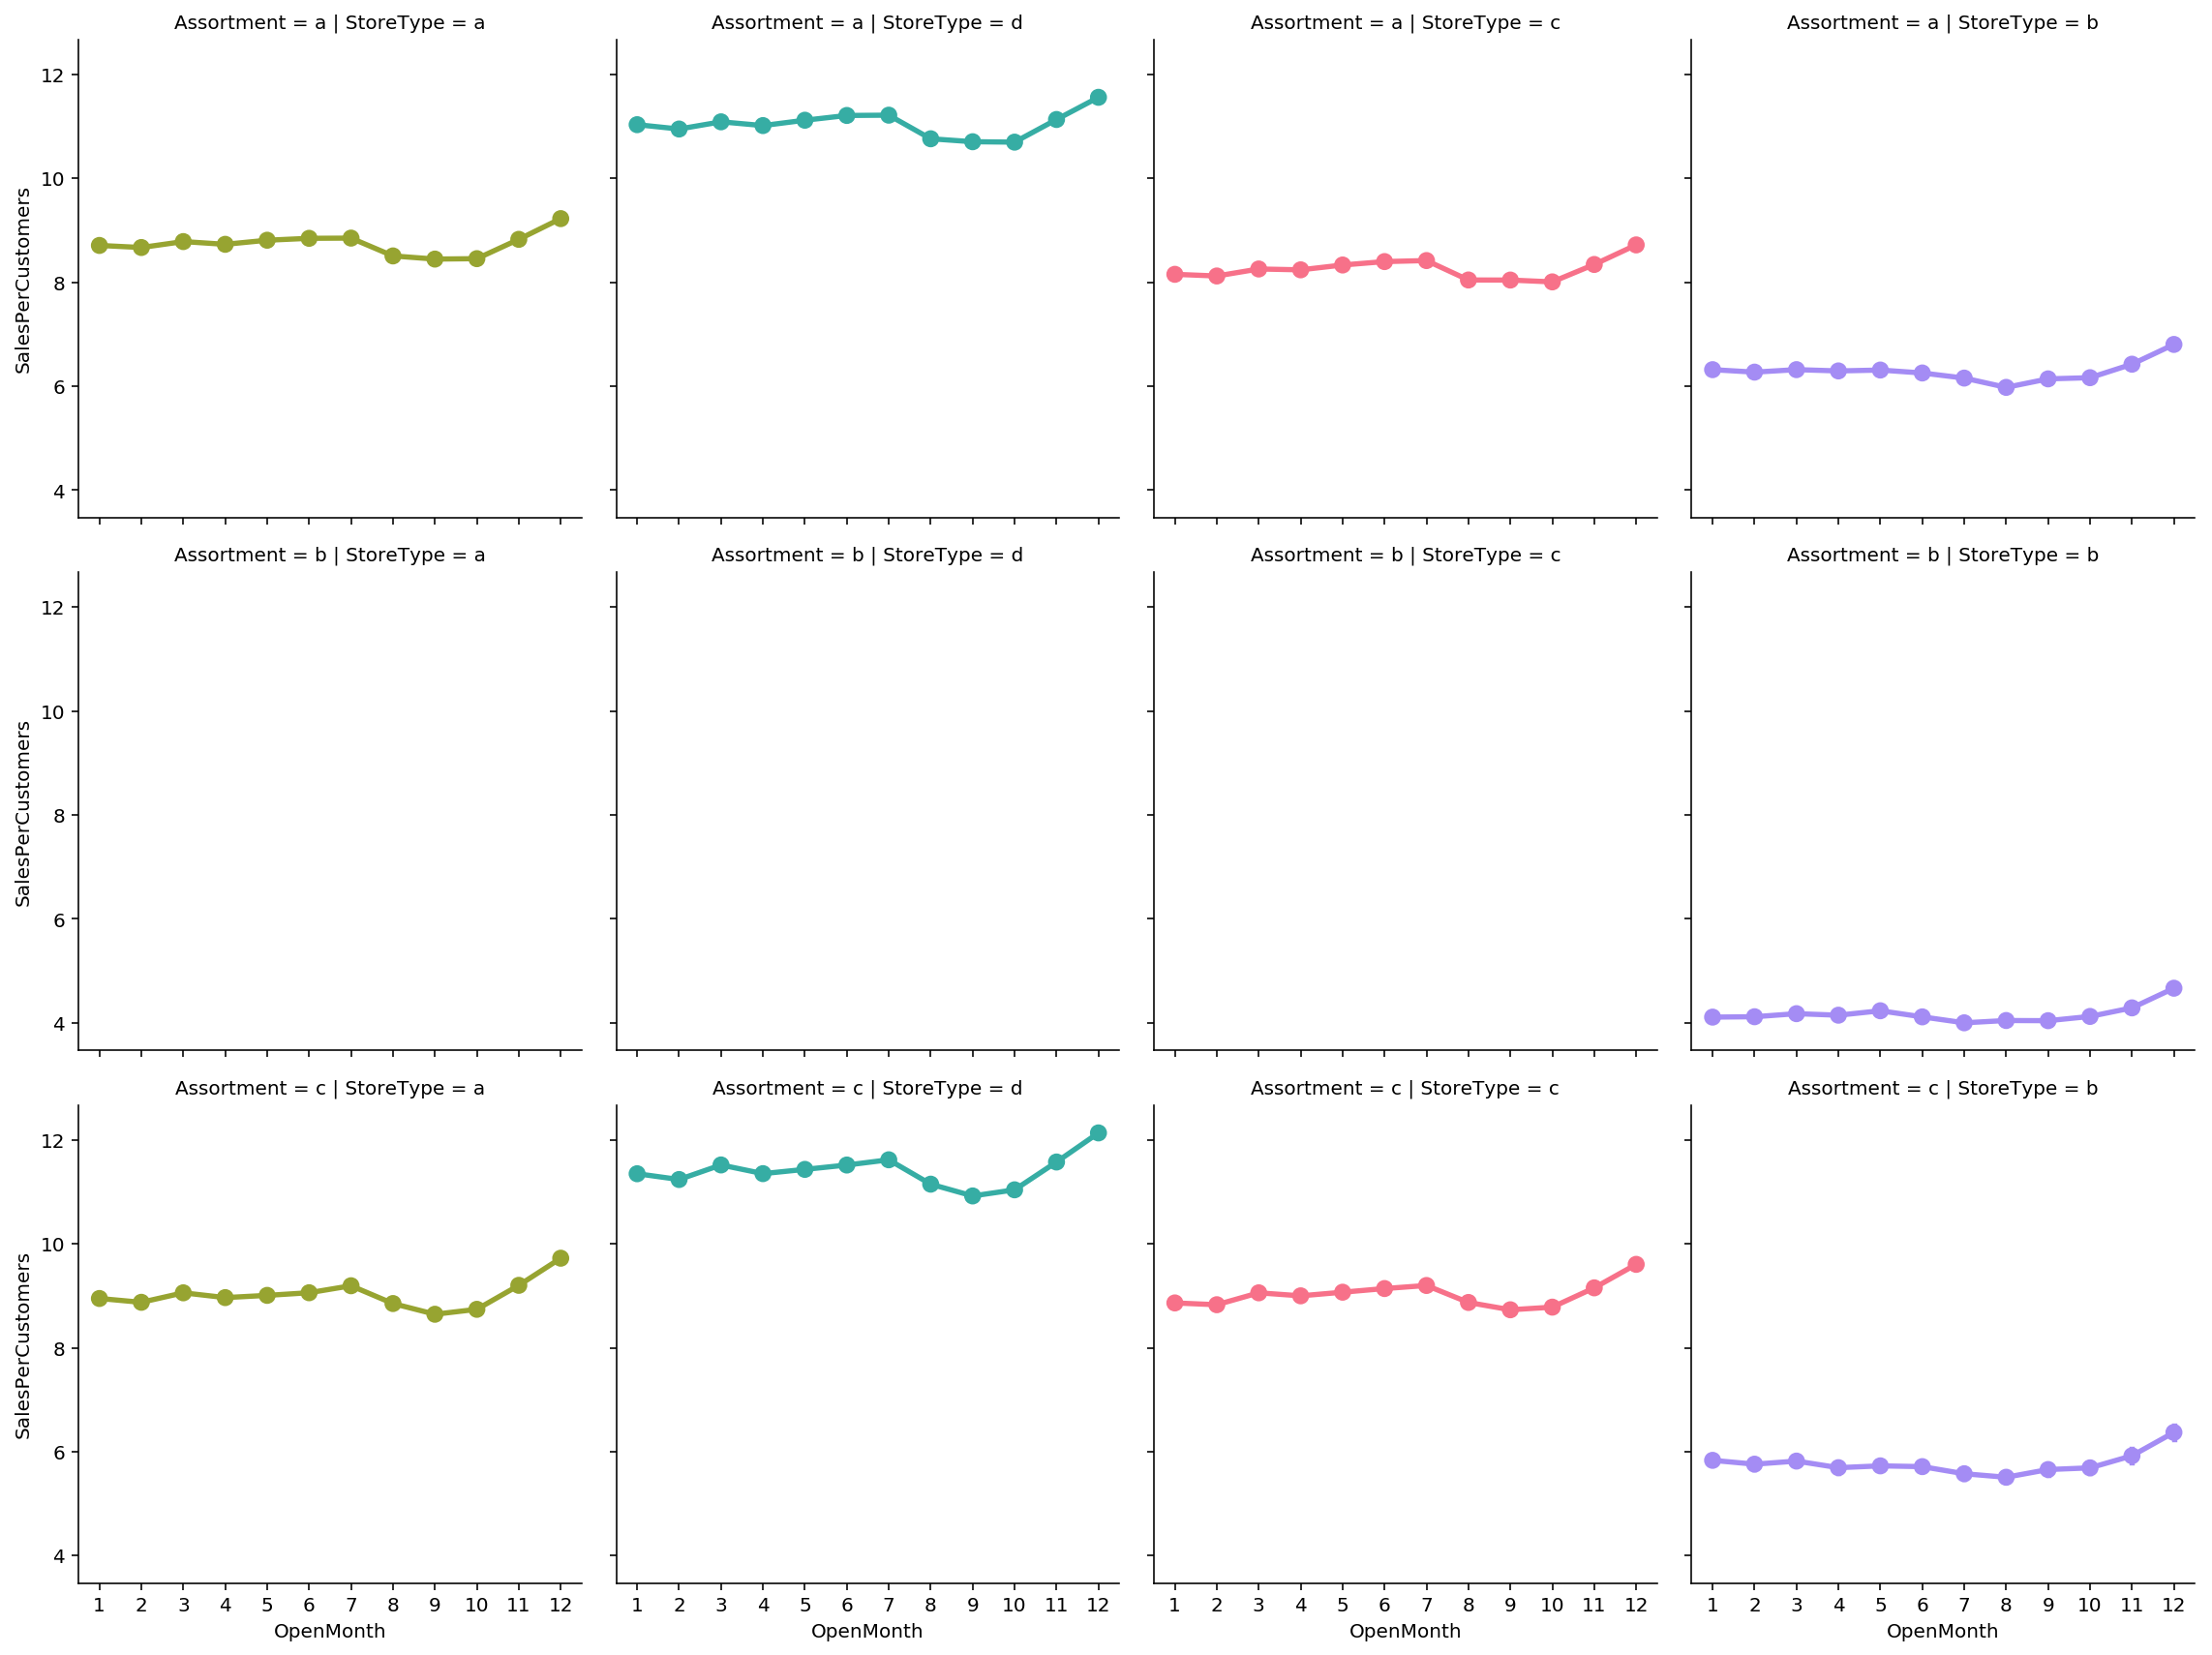 Assortment = a | StoreType = a
Assortment = a | StoreType = d
Assortment = a | StoreType = c
Assortment = a | StoreType = b
12
10
8
6
4
SalesPerCustomers
Assortment = b | StoreType = a
Assortment = b | StoreType = d
Assortment = b | StoreType = c
Assortment = b | StoreType = b
12
10
8
6
4
SalesPerCustomers
Assortment = c | StoreType = a
Assortment = c | StoreType = d
Assortment = c | StoreType = c
Assortment = c | StoreType = b
12
10
8
6
4
SalesPerCustomers
1 2 3 4 5 6 7 8 9 10 11 12
1 2 3 4 5 6 7 8 9 10 11 12
1 2 3 4 5 6 7 8 9 10 11 12
1 2 3 4 5 6 7 8 9 10 11 12
OpenMonth
OpenMonth
OpenMonth
OpenMonth